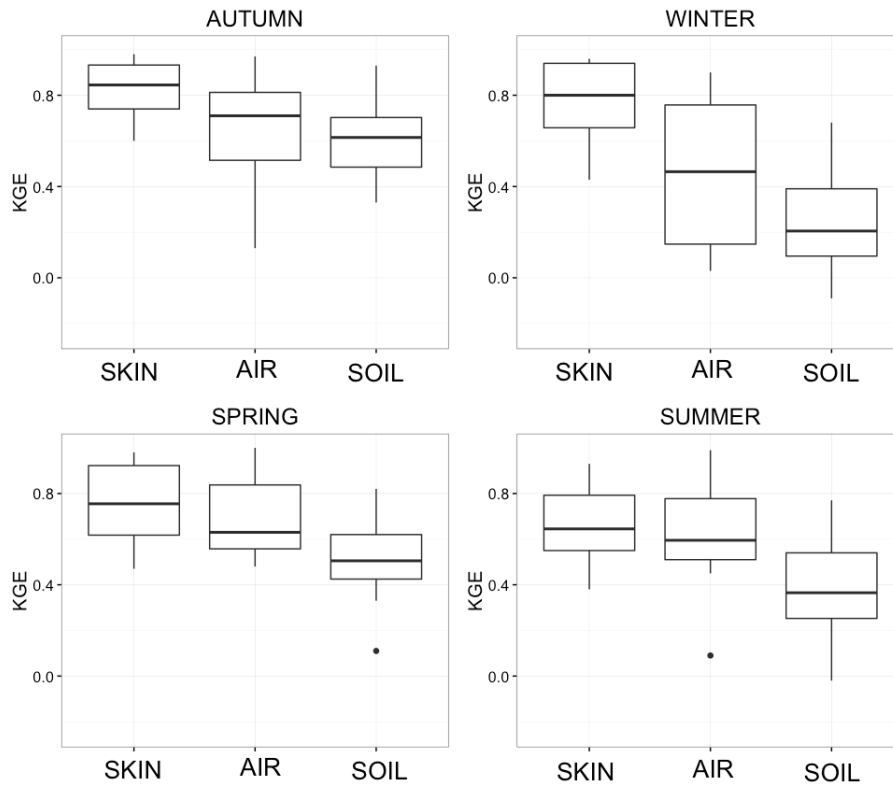 AUTUMN
KGE
0.8
0.4
0.0
SKIN AIR SOIL
WINTER
KGE
0.8
0.4
0.0
SKIN AIR SOIL
SPRING
KGE
0.8
0.4
0.0
SKIN AIR SOIL
SUMMER
KGE
0.8
0.4
0.0
SKIN AIR SOIL